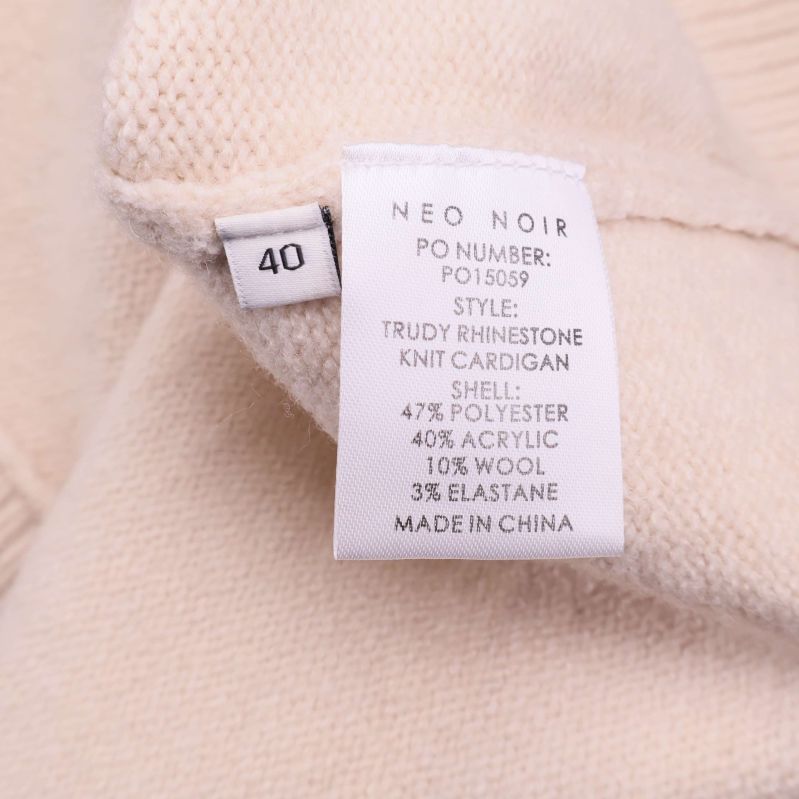 40
NEO NOIR
PO NUMBER:
PO15059
STYLE:
TRUDY RHINESTONE
KNIT CARDIGAN
SHELL:
47% POLYESTER
40% ACRYLIC
10% WOOL
3% ELASTANE
MADE IN CHINA